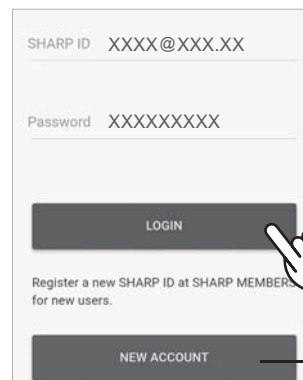 SHARP ID XXXX@XXX.XX
Password XXXXXXXXX
LOGIN
Register a new SHARP ID at SHARP MEMBERS
for new users.
NEW ACCOUNT